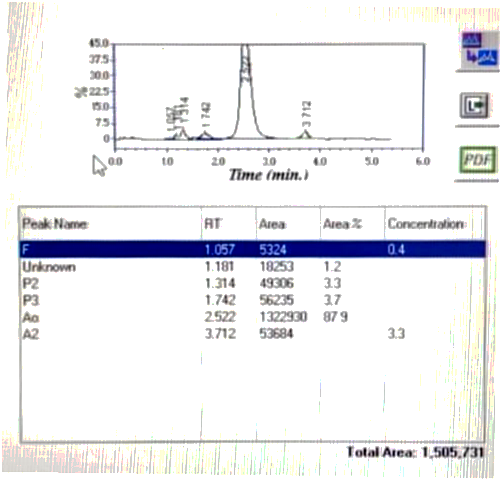 45.0
37.5
30.0
22.5
15.0
7.5
0
%
1.057
1.314
1.742
2.522
3.712
0.0 1.0 2.0 3.0 4.0 5.0 6.0
Time (min.)
PDF
Peak Name RT Area Area % Concentration
F 1.057 5324 0.4
Unknown 1.181 18253 1.2
P2 1.314 49306 3.3
P3 1.742 56235 3.7
Ao 2.522 1322930 87.9
A2 3.712 53684 3.3
Total Area: 1,505,731